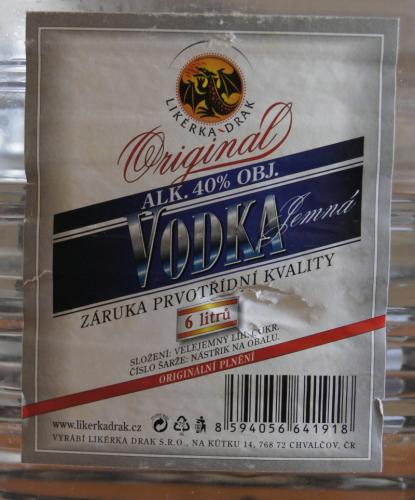 LIKÉRKA DRAK
Original
ALK. 40% OBJ.
VODKA Jemná
ZÁRUKA PRVOTŘÍDNÍ KVALITY
6 litrů
SLOŽENÍ: VELEJEMNÝ LÍH, CUKR.
ČÍSLO ŠARŽE: NÁSTŘIK NA OBALU.
ORIGINÁLNÍ PLNĚNÍ
www.likerkadrak.cz
8 594056 641918
VYRÁBÍ LIKÉRKA DRAK S.R.O., NA KŮTKU 14, 768 72 CHVALČOV, ČR